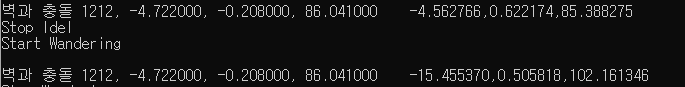 벽과 충돌 1212, -4.722000, -0.208000, 86.041000    -4.562766,0.622174,85.388275
Stop Idel
Start Wandering
벽과 충돌 1212, -4.722000, -0.208000, 86.041000    -15.455370,0.505818,102.161346